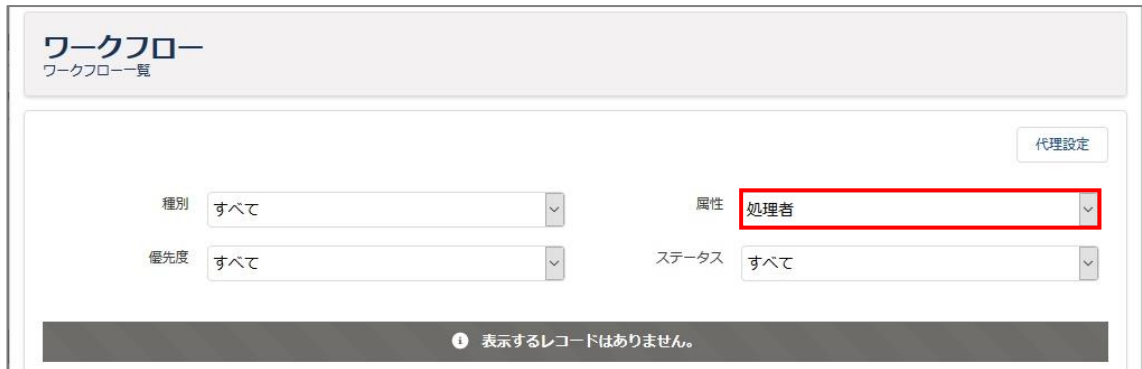 ワークフロー
ワークフロー一覧
代理設定
種別 すべて 属性 処理者
優先度 すべて ステータス すべて
表示するレコードはありません。